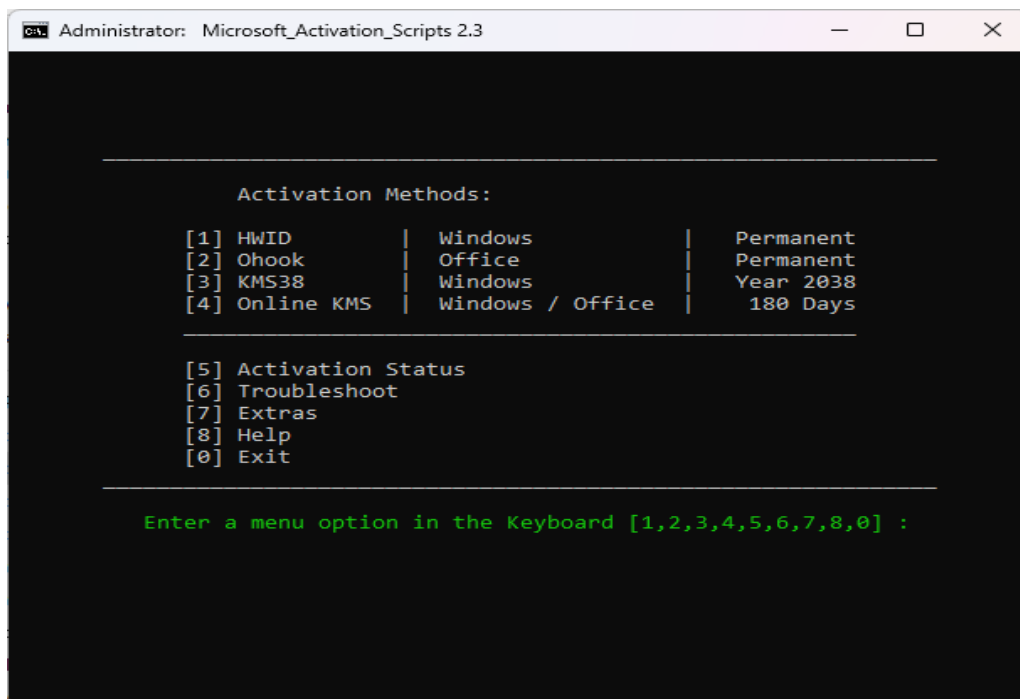 Administrator: Microsoft_Activation_Scripts 2.3
Activation Methods:
[1] HWID | Windows | Permanent
[2] Ohook | Office | Permanent
[3] KMS38 | Windows | Year 2038
[4] Online KMS | Windows / Office | 180 Days
[5] Activation Status
[6] Troubleshoot
[7] Extras
[8] Help
[0] Exit
Enter a menu option in the Keyboard [1,2,3,4,5,6,7,8,0] :